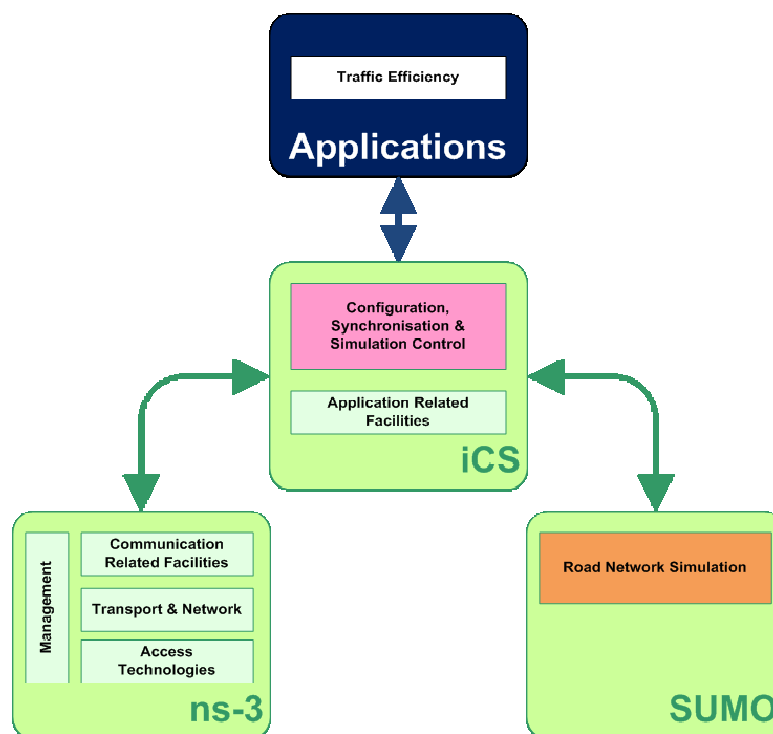 Traffic Efficiency
Applications
Configuration,
Synchronisation &
Simulation Control
Application Related
Facilities
iCS
Management
Communication
Related Facilities
Transport & Network
Access
Technologies
ns-3
Road Network Simulation
SUMO